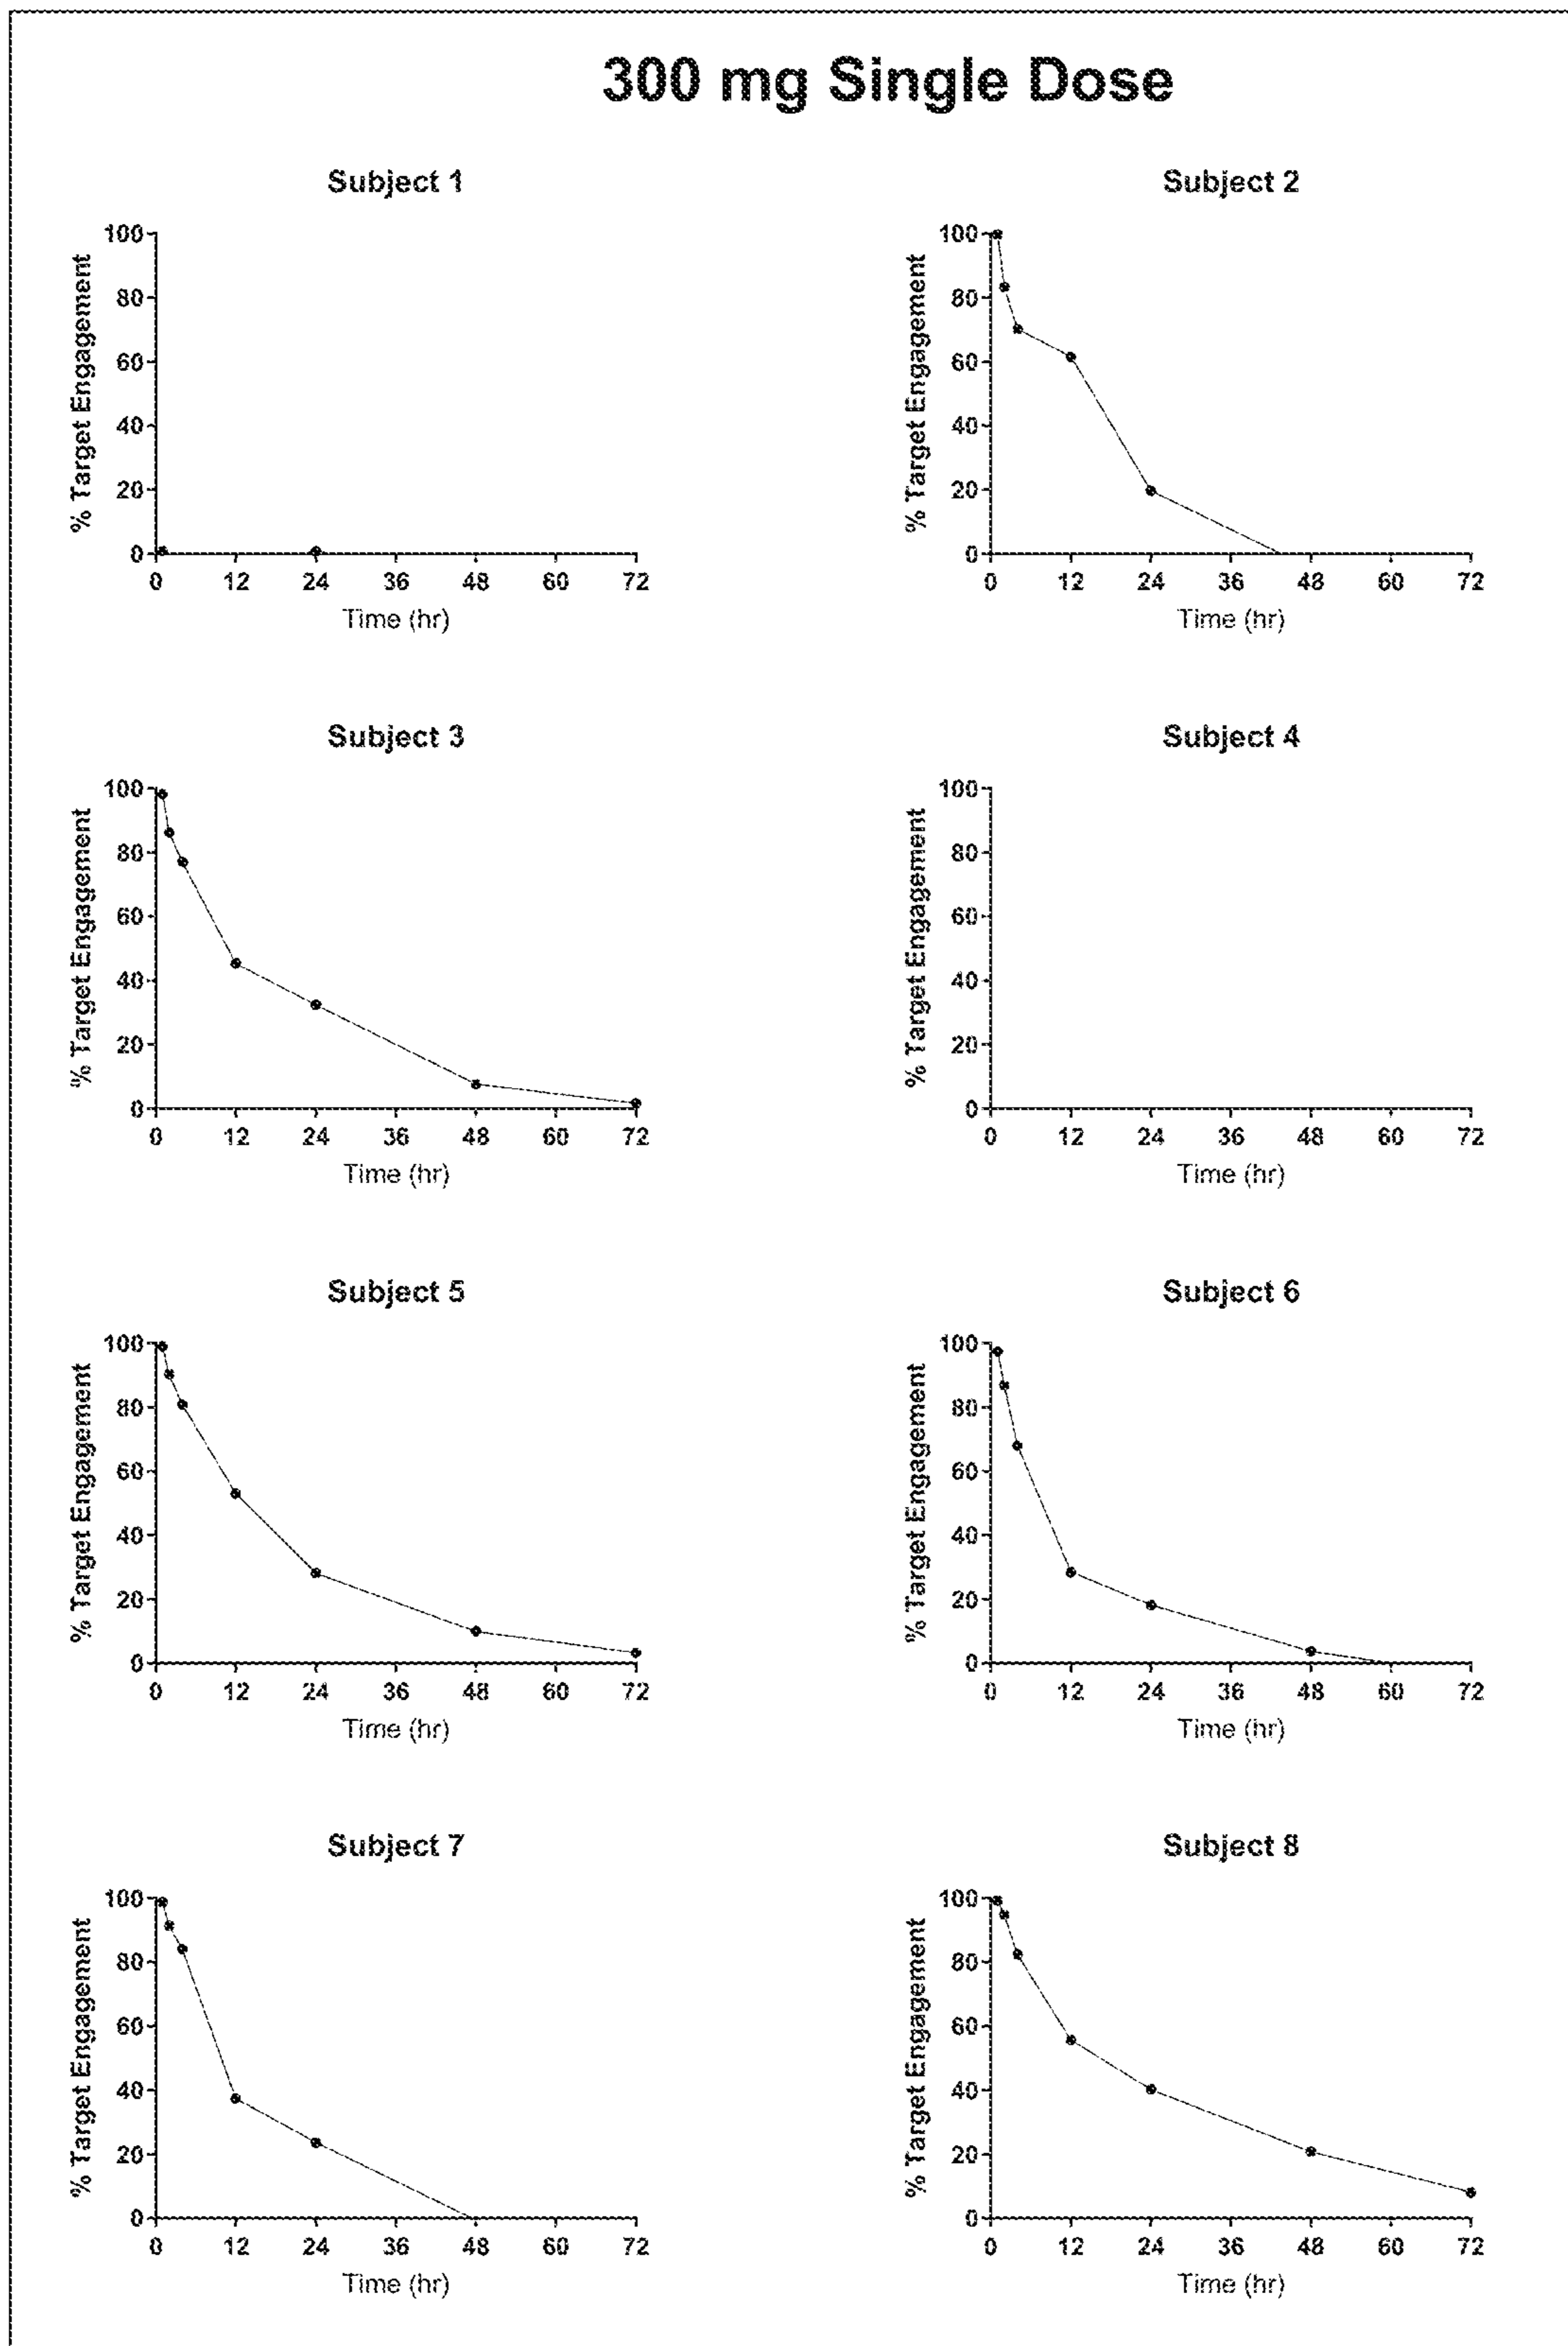 300 mg Single Dose
Subject 1
% Target Engagement
100
80
60
40
20
0
0 12 24 36 48 60 72
Time (hr)
Subject 2
% Target Engagement
100
80
60
40
20
0
0 12 24 36 48 60 72
Time (hr)
Subject 3
% Target Engagement
100
80
60
40
20
0
0 12 24 36 48 60 72
Time (hr)
Subject 4
% Target Engagement
100
80
60
40
20
0
0 12 24 36 48 60 72
Time (hr)
Subject 5
% Target Engagement
100
80
60
40
20
0
0 12 24 36 48 60 72
Time (hr)
Subject 6
% Target Engagement
100
80
60
40
20
0
0 12 24 36 48 60 72
Time (hr)
Subject 7
% Target Engagement
100
80
60
40
20
0
0 12 24 36 48 60 72
Time (hr)
Subject 8
% Target Engagement
100
80
60
40
20
0
0 12 24 36 48 60 72
Time (hr)